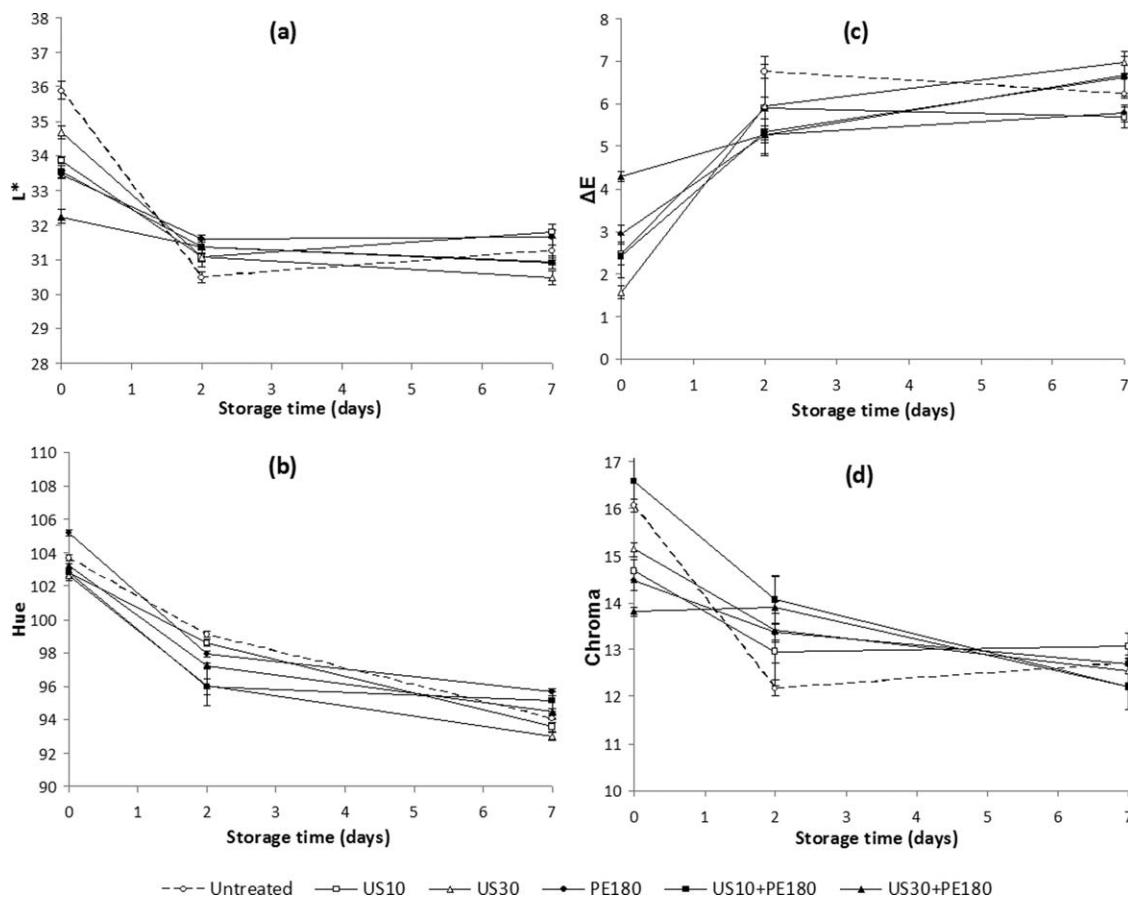 (a)
38
37
36
35
34
33
32
31
30
29
28
L*
0 1 2 3 4 5 6 7
Storage time (days)
(c)
8
7
6
5
4
3
2
1
0
ΔE
0 1 2 3 4 5 6 7
Storage time (days)
(b)
110
108
106
104
102
100
98
96
94
92
90
Hue
0 1 2 3 4 5 6 7
Storage time (days)
(d)
17
16
15
14
13
12
11
10
Chroma
0 1 2 3 4 5 6 7
Storage time (days)
Untreated US10 US30 PE180 US10+PE180 US30+PE180